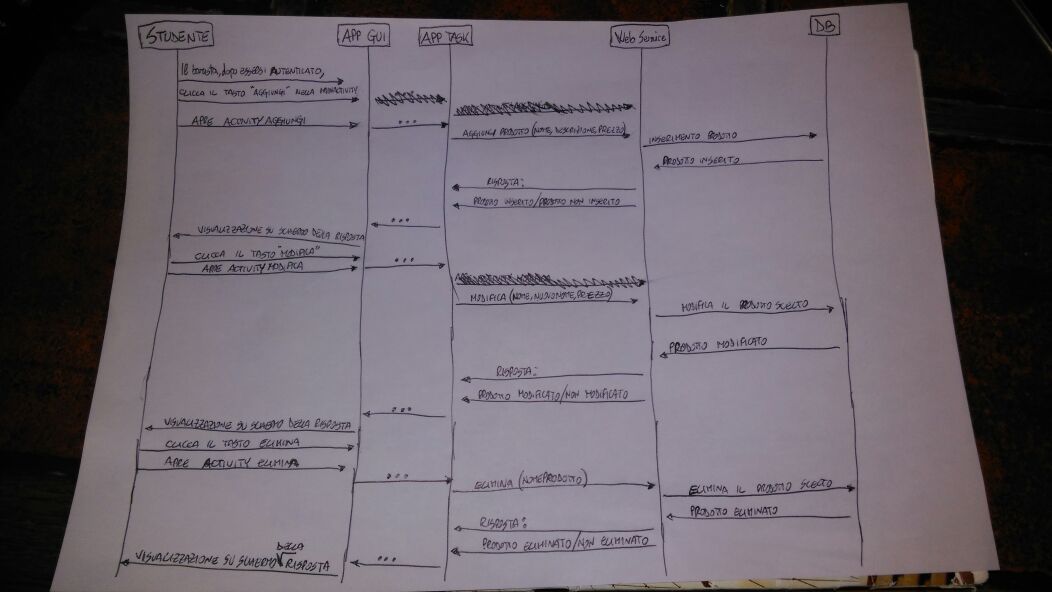 STUDENTE
APP GUI
APP TASK
Web Service
DB
Il barista, dopo essersi AUTENTICATO,
CLICCA IL TASTO "AGGIUNGI" NELLA
APRE ACTIVITY AGGIUNGI
...
AGGIUNGI PRODOTTO (NOME, DESCRIZIONE, PREZZO)
INSERIMENTO PRODOTTO
PRODOTTO INSERITO
RISPOSTA:
PRODOTTO INSERITO/PRODOTTO NON INSERITO
...
VISUALIZZAZIONE SU SCHERMO DELLA RISPOSTA
CLICCA IL TASTO "MODIFICA"
APRE ACTIVITY MODIFICA
...
MODIFICA (NOME, NUOVONOME, PREZZO)
MODIFICA IL PRODOTTO SCELTO
PRODOTTO MODIFICATO
RISPOSTA:
PRODOTTO MODIFICATO/NON MODIFICATO
...
VISUALIZZAZIONE SU SCHERMO DELLA RISPOSTA
CLICCA IL TASTO ELIMINA
APRE ACTIVITY ELIMINA
...
ELIMINA (NOMEPRODOTTO)
ELIMINA IL PRODOTTO SCELTO
PRODOTTO ELIMINATO
RISPOSTA:
PRODOTTO ELIMINATO/NON ELIMINATO
...
VISUALIZZAZIONE SU SCHERMO DELLA RISPOSTA